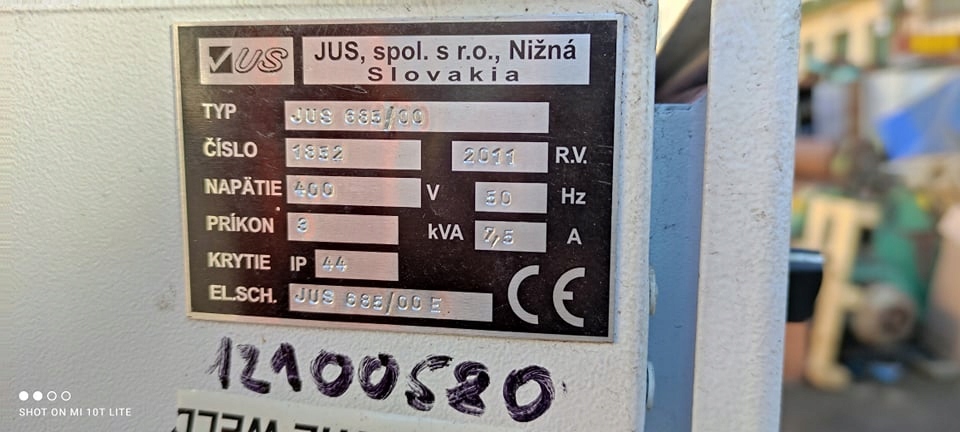 JUS
JUS, spol. s r.o., Nižná
Slovakia
TYP JUS 685/00
ČÍSLO 1852 2011 R.V.
NAPÄTIE 400 V 50 Hz
PRÍKON 3 kVA 7,5 A
KRYTIE IP 44
EL.SCH. JUS 685/00 E
CE
12100580
SHOT ON MI 10T LITE